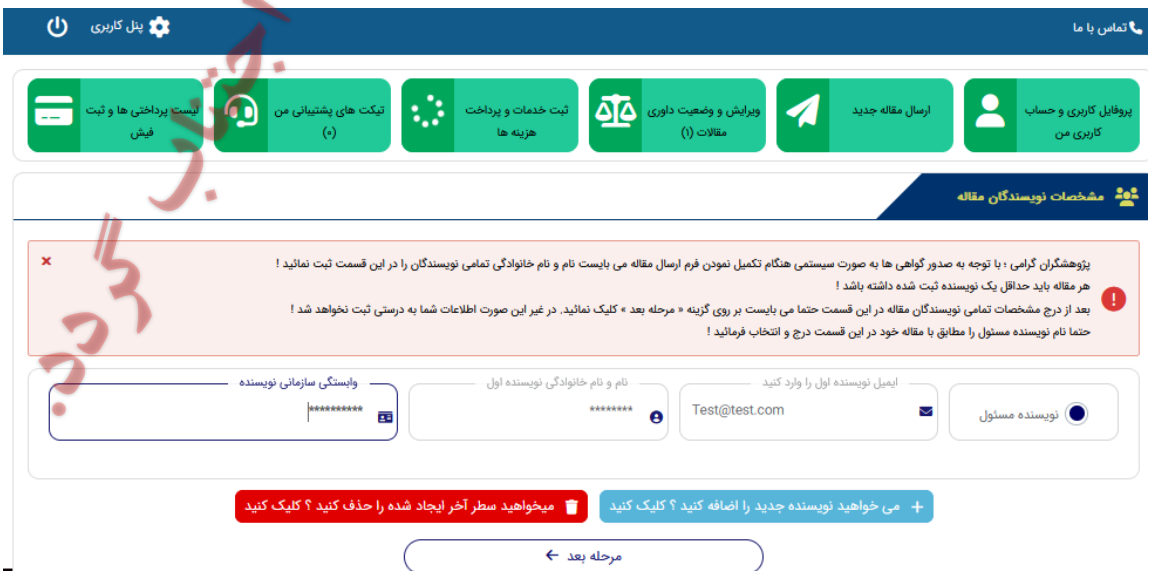 تماس با ما
پنل کاربری
پروفایل کاربری و حساب کاربری من
ارسال مقاله جدید
ویرایش و وضعیت داوری مقالات (۱)
ثبت خدمات و پرداخت هزینه ها
تیکت های پشتیبانی من (۰)
لیست پرداختی ها و ثبت فیش
مشخصات نویسندگان مقاله
پژوهشگران گرامی ؛ با توجه به صدور گواهی ها به صورت سیستمی هنگام تکمیل نمودن فرم ارسال مقاله می بایست نام و نام خانوادگی تمامی نویسندگان را در این قسمت ثبت نمائید !
هر مقاله باید حداقل یک نویسنده ثبت شده داشته باشد !
بعد از درج مشخصات تمامی نویسندگان مقاله در این قسمت حتما می بایست بر روی گزینه « مرحله بعد » کلیک نمائید. در غیر این صورت اطلاعات شما به درستی ثبت نخواهد شد !
حتما نام نویسنده مسئول را مطابق با مقاله خود در این قسمت درج و انتخاب فرمائید !
نویسنده مسئول
ایمیل نویسنده اول را وارد کنید
Test@test.com
نام و نام خانوادگی نویسنده اول
********
وابستگی سازمانی نویسنده
**********
می خواهید نویسنده جدید را اضافه کنید ؟ کلیک کنید
میخواهید سطر آخر ایجاد شده را حذف کنید ؟ کلیک کنید
مرحله بعد